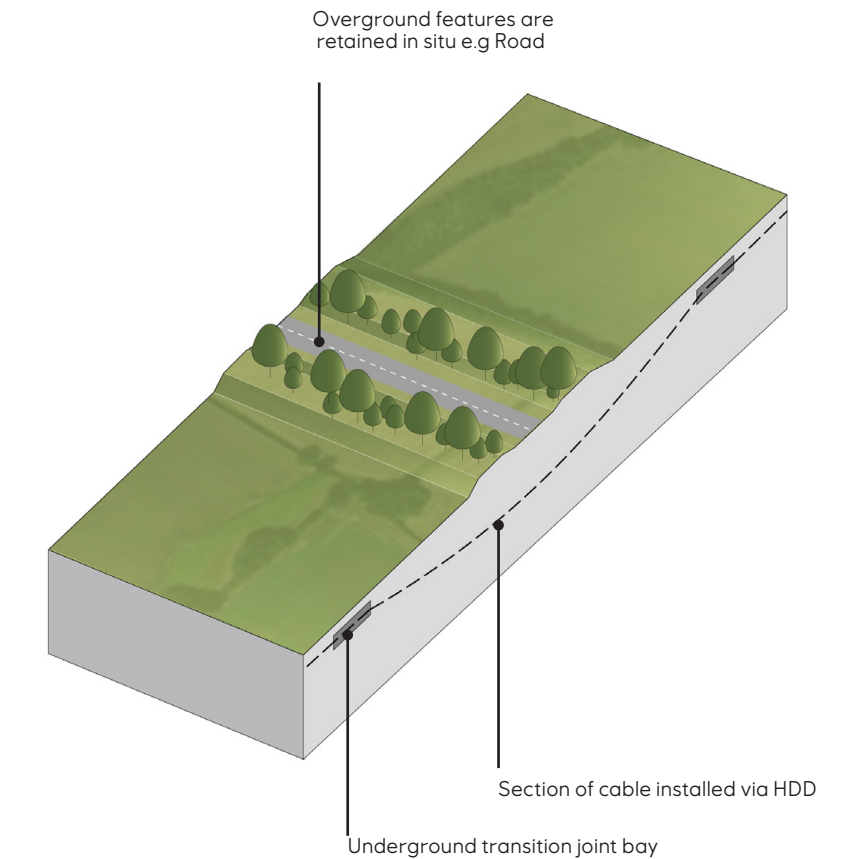 Overground features are
retained in situ e.g Road
Section of cable installed via HDD
Underground transition joint bay